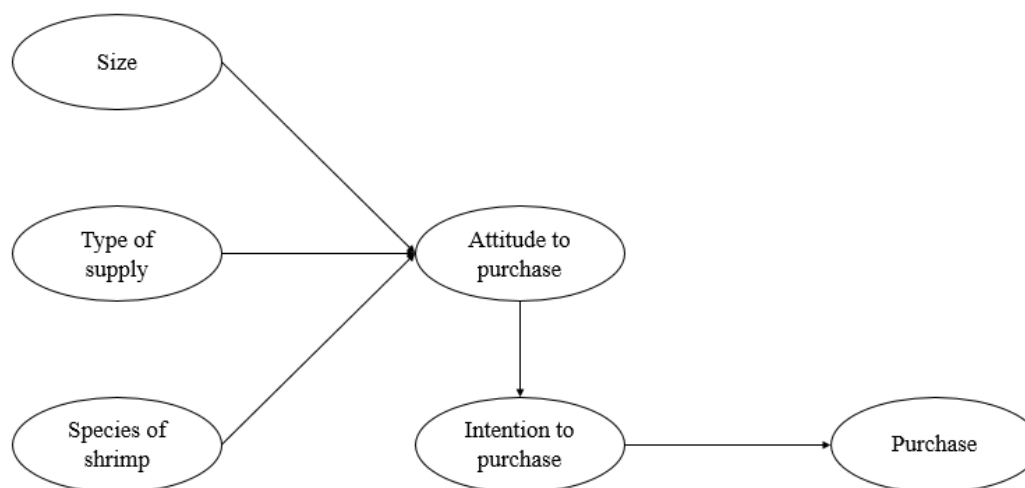 Size
Type of
supply
Attitude to
purchase
Species of
shrimp
Intention to
purchase
Purchase